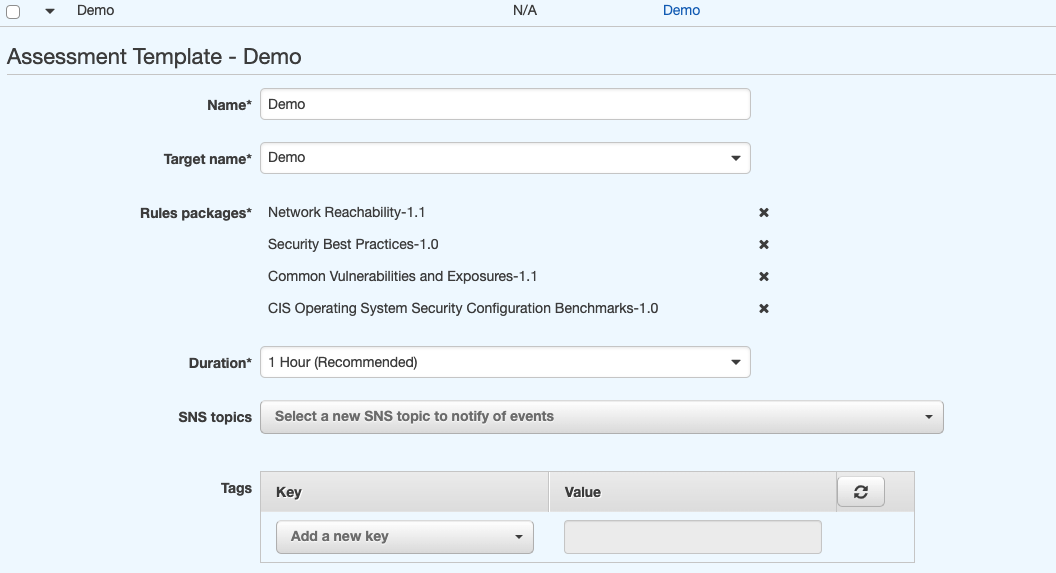 Demo N/A Demo
Assessment Template - Demo
Name* Demo
Target name* Demo
Rules packages* Network Reachability-1.1
Security Best Practices-1.0
Common Vulnerabilities and Exposures-1.1
CIS Operating System Security Configuration Benchmarks-1.0
Duration* 1 Hour (Recommended)
SNS topics Select a new SNS topic to notify of events
Tags Key Value
Add a new key